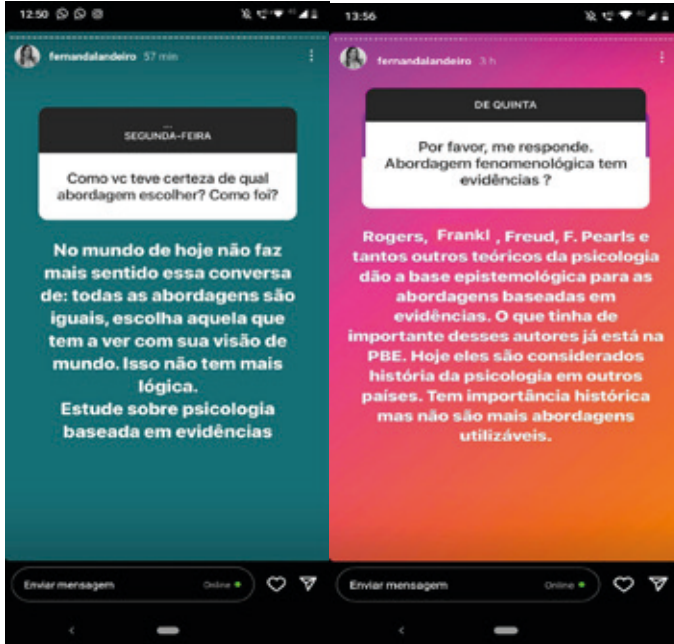 12:50
fernandalandeiro 57 min
...
SEGUNDA-FEIRA
Como vc teve certeza de qual
abordagem escolher? Como foi?
No mundo de hoje não faz
mais sentido essa conversa
de: todas as abordagens são
iguais, escolha aquela que
tem a ver com sua visão de
mundo. Isso não tem mais
lógica.
Estude sobre psicologia
baseada em evidências
Enviar mensagem
Online
13:56
fernandalandeiro 3 h
DE QUINTA
Por favor, me responde.
Abordagem fenomenológica tem
evidências ?
Rogers, Frankl , Freud, F. Pearls e
tantos outros teóricos da psicologia
dão a base epistemológica para as
abordagens baseadas em
evidências. O que tinha de
importante desses autores já está na
PBE. Hoje eles são considerados
história da psicologia em outros
países. Tem importância histórica
mas não são mais abordagens
utilizáveis.
Enviar mensagem
Online